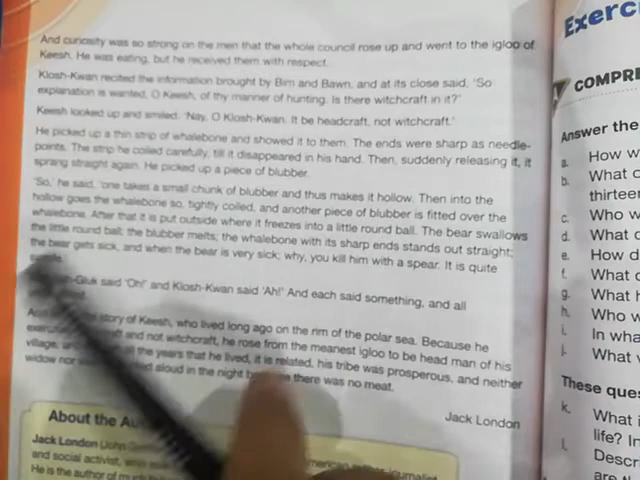 And curiosity was so strong on the men that the whole council rose up and went to the igloo of
Keesh. He was eating, but he received them with respect.
Klosh-Kwan recited the information brought by Bim and Bawn, and at its close said, 'So
explanation is wanted, O Keesh, of thy manner of hunting. Is there witchcraft in it?'
Keesh looked up and smiled. 'Nay, O Klosh-Kwan. It be headcraft, not witchcraft.'
He picked up a thin strip of whalebone and showed it to them. The ends were sharp as needle-
points. The strip he coiled carefully, till it disappeared in his hand. Then, suddenly releasing it, it
sprang straight again. He picked up a piece of blubber.
'So,' he said, 'one takes a small chunk of blubber and thus makes it hollow. Then into the
hollow goes the whalebone so, tightly coiled, and another piece of blubber is fitted over the
whalebone. After that it is put outside where it freezes into a little round ball. The bear swallows
the little round ball; the blubber melts; the whalebone with its sharp ends stands out straight;
the bear gets sick, and when the bear is very sick; why, you kill him with a spear. It is quite
-Gluk said 'Oh!' and Klosh-Kwan said 'Ah!' And each said something, and all
story of Keesh, who lived long ago on the rim of the polar sea. Because he
and not witchcraft, he rose from the meanest igloo to be head man of his
village, the years that he lived, it is related, his tribe was prosperous, and neither
widow nor aloud in the night there was no meat.
Jack London
About the
Jack London (John
and social activist,
He is the author of
journalist
Exerc
COMPRE
Answer the
a. How w
b. What c
thirteen
c. Who w
d. What c
e. How d
f. What c
g. What h
h. Who w
i. In wha
j. What w
These ques
k. What i
life? In
l. Descri
are th